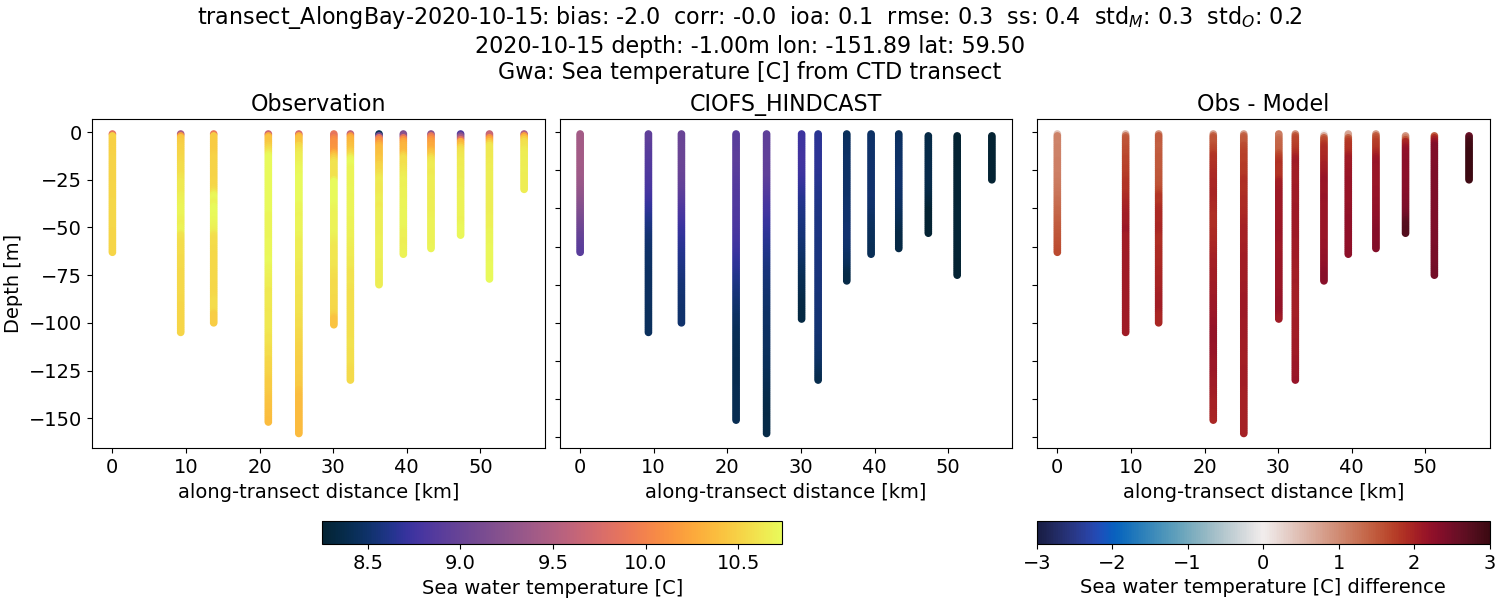 transect_AlongBay-2020-10-15: bias: -2.0 corr: -0.0 ioa: 0.1 rmse: 0.3 ss: 0.4 std_M: 0.3 std_O: 0.2
2020-10-15 depth: -1.00m lon: -151.89 lat: 59.50
Gwa: Sea temperature [C] from CTD transect
Observation
CIOFS_HINDCAST
Obs - Model
0
−25
−50
−75
−100
−125
−150
Depth [m]
0 10 20 30 40 50
0 10 20 30 40 50
0 10 20 30 40 50
along-transect distance [km]
along-transect distance [km]
along-transect distance [km]
8.5 9.0 9.5 10.0 10.5
Sea water temperature [C]
−3 −2 −1 0 1 2 3
Sea water temperature [C] difference